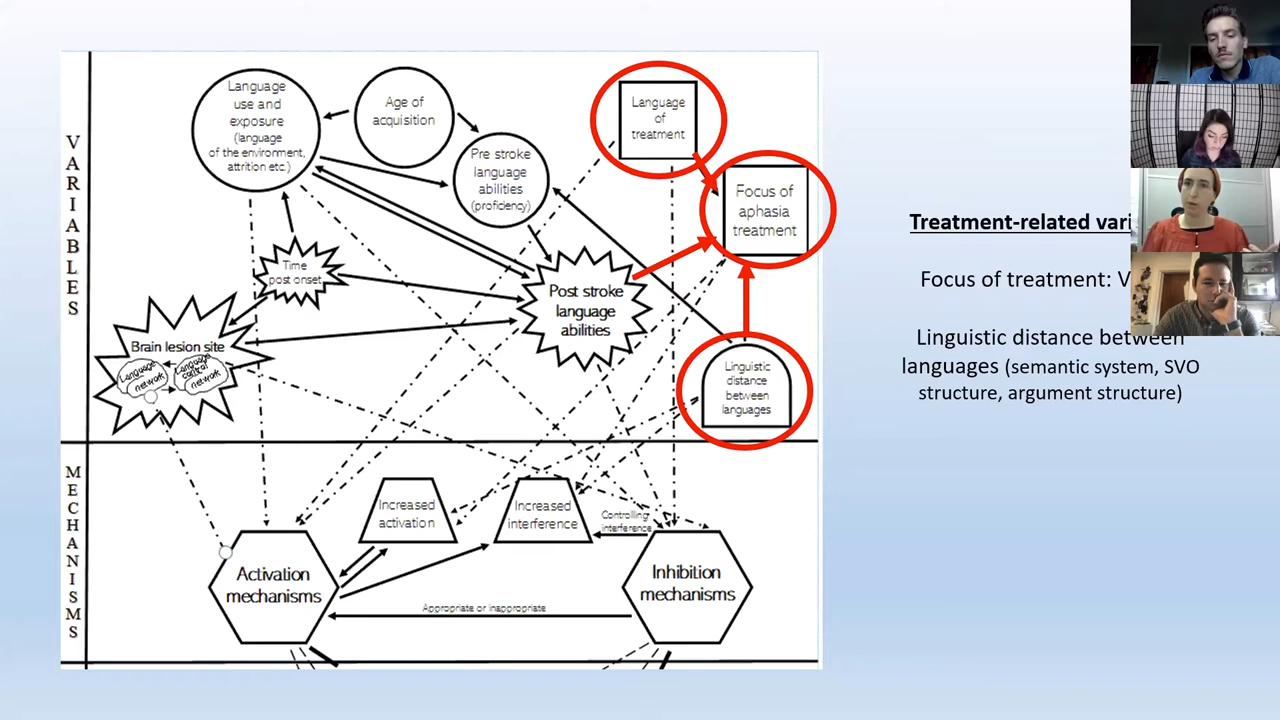 VARIABLES
Language
use and
exposure
(language
of the environment,
attrition etc.)
Age of
acquisition
Pre stroke
language
abilities
(proficiency)
Language
of
treatment
Focus of
aphasia
treatment
Time
post onset
Post stroke
language
abilities
Brain lesion site
Language
network
Language
control
network
Linguistic
distance
between
languages
MECHANISMS
Increased
activation
Increased
interference
Controlling
interference
Activation
mechanisms
Inhibition
mechanisms
Appropriate or inappropriate
Treatment-related vari
Focus of treatment: V
Linguistic distance between
languages (semantic system, SVO
structure, argument structure)